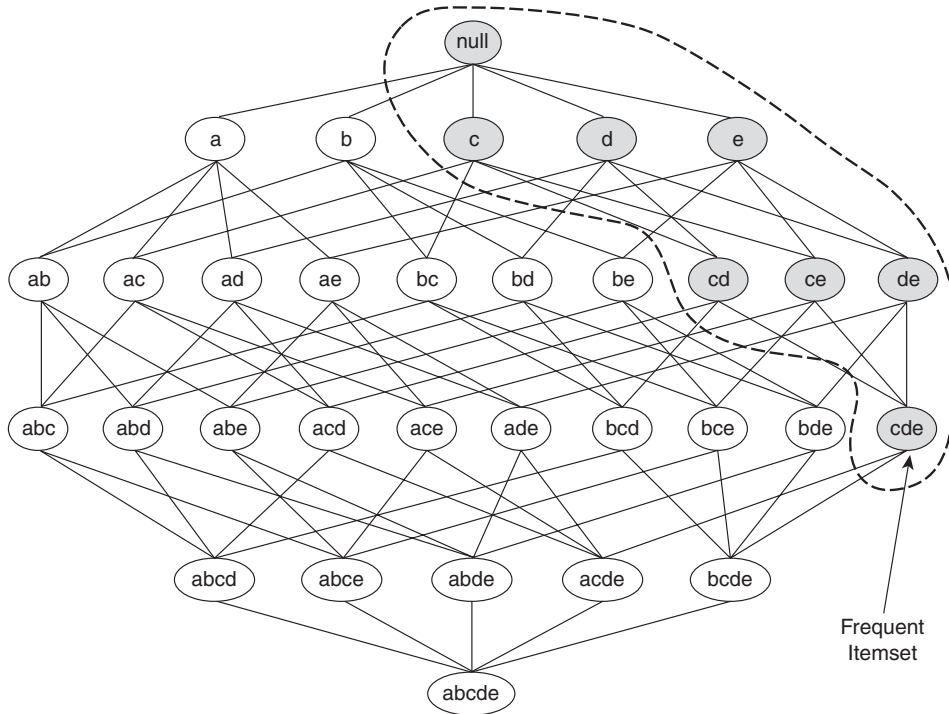 null
a b c d e
ab ac ad ae bc bd be cd ce de
abc abd abe acd ace ade bcd bce bde cde
abcd abce abde acde bcde
Frequent
Itemset
abcde